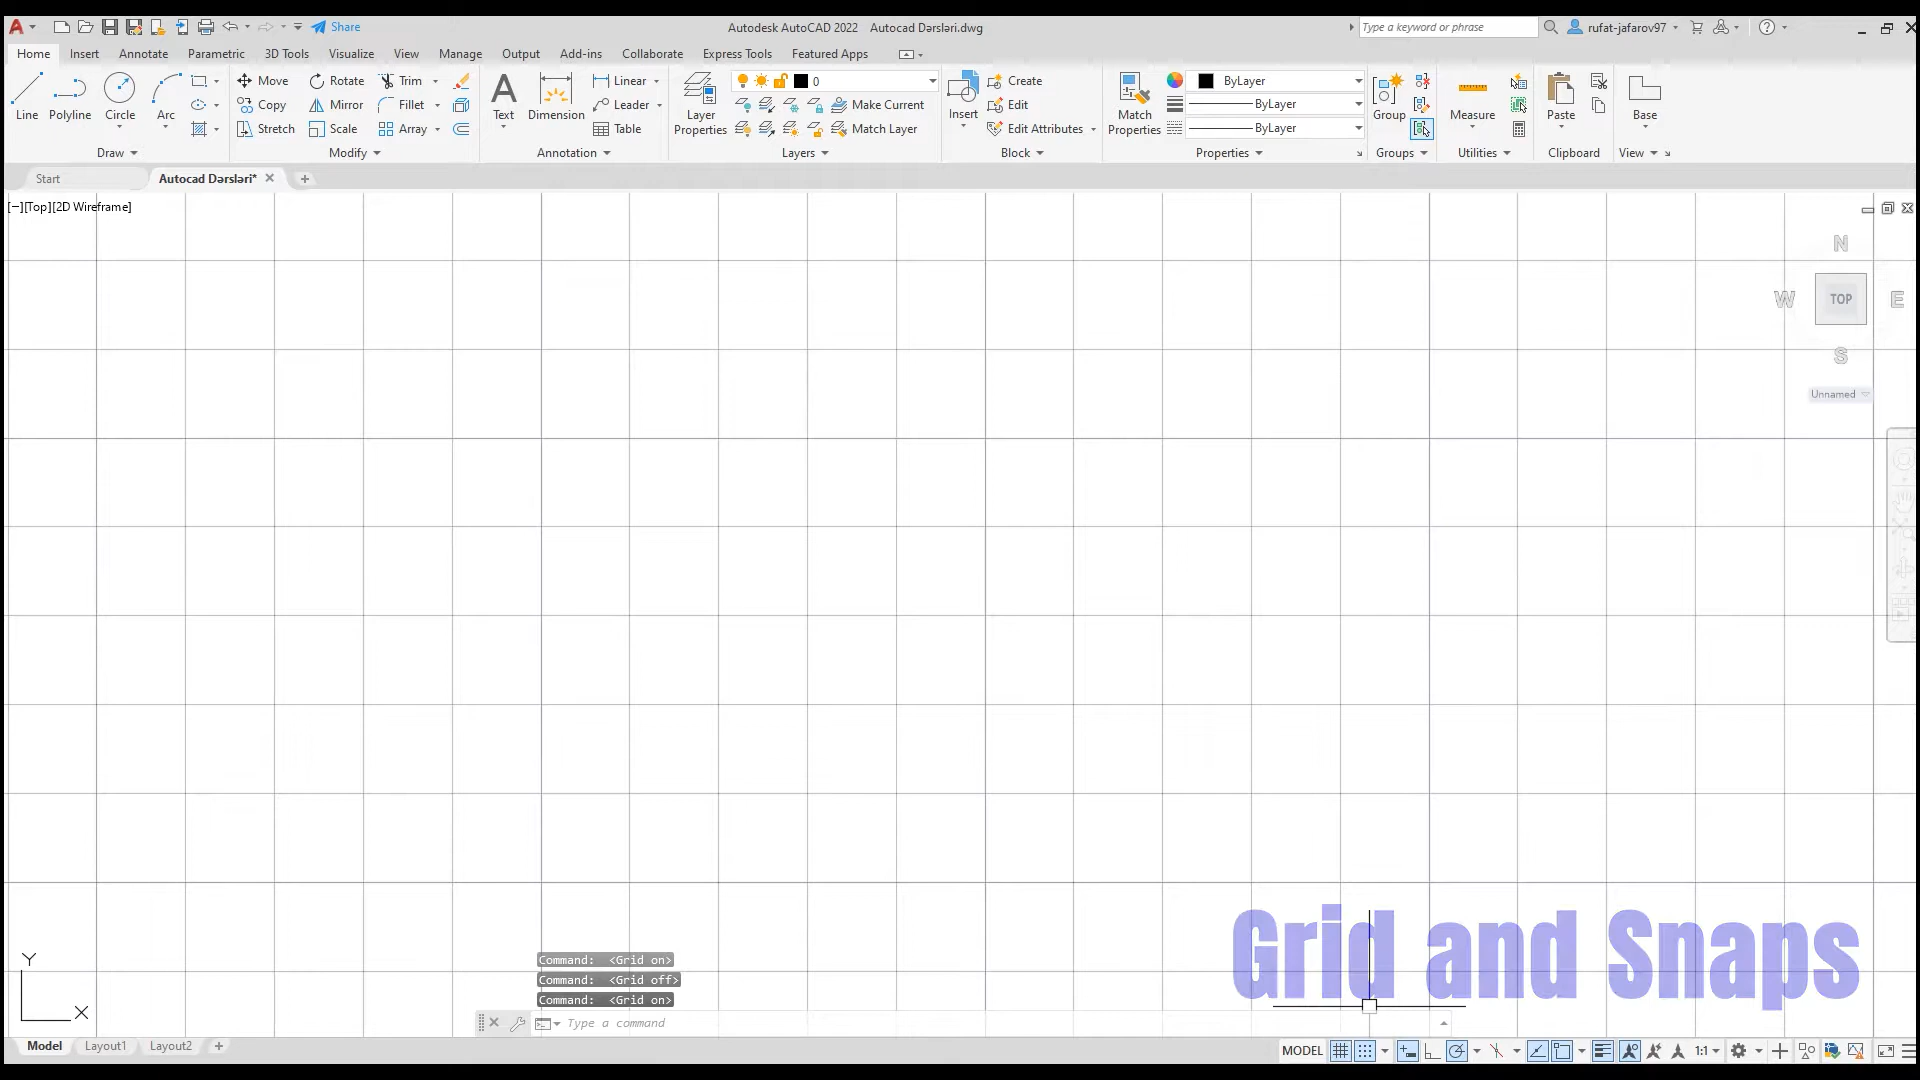 Share
Autodesk AutoCAD 2022 Autocad Dərsləri.dwg
Type a keyword or phrase
rufat-jafarov97
Home Insert Annotate Parametric 3D Tools Visualize View Manage Output Add-ins Collaborate Express Tools Featured Apps
Line Polyline Circle Arc
Draw
Move Rotate Trim
Copy Mirror Fillet
Stretch Scale Array
Modify
Text Dimension
Linear
Leader
Table
Annotation
Layer Properties
0
Make Current
Match Layer
Layers
Insert
Create
Edit
Edit Attributes
Block
Match Properties
ByLayer
ByLayer
ByLayer
Properties
Group
Groups
Measure
Utilities
Paste
Clipboard
Base
View
Start Autocad Dərsləri*
[−][Top][2D Wireframe]
N
W TOP E
S
Unnamed
Grid and Snaps
Y
X
Command: <Grid on>
Command: <Grid off>
Command: <Grid on>
Type a command
Model Layout1 Layout2
MODEL
1:1